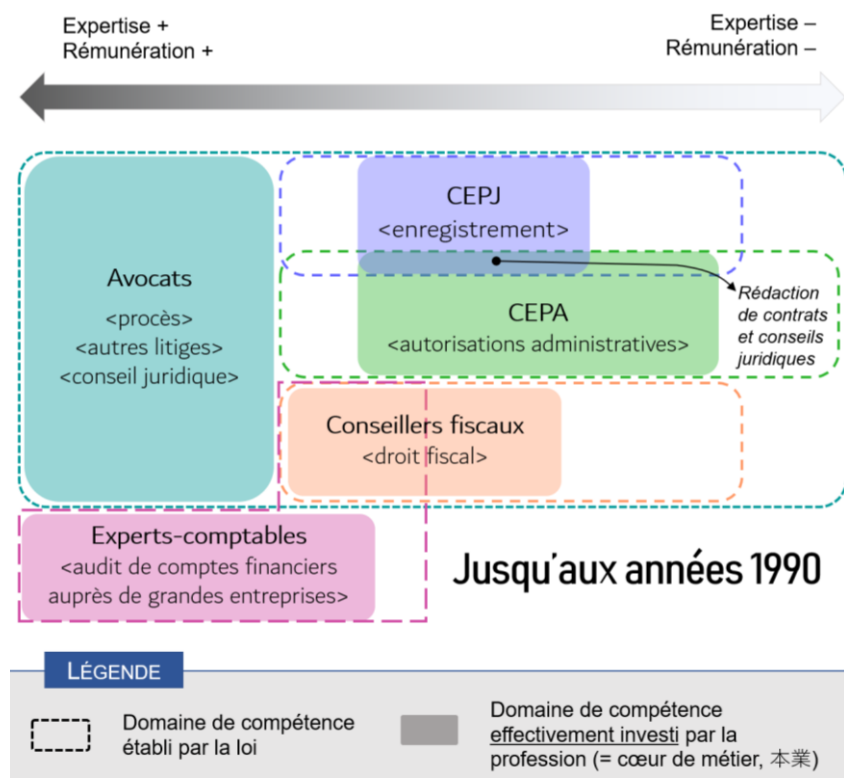 Expertise +
Rémunération +
Expertise –
Rémunération –
CEPJ
<enregistrement>
Avocats
<procès>
<autres litiges>
<conseil juridique>
CEPA
<autorisations administratives>
Rédaction
de contrats
et conseils
juridiques
Conseillers fiscaux
<droit fiscal>
Experts-comptables
<audit de comptes financiers
auprès de grandes entreprises>
Jusqu'aux années 1990
LÉGENDE
Domaine de compétence
établi par la loi
Domaine de compétence
effectivement investi par la
profession (= cœur de métier, 本業)